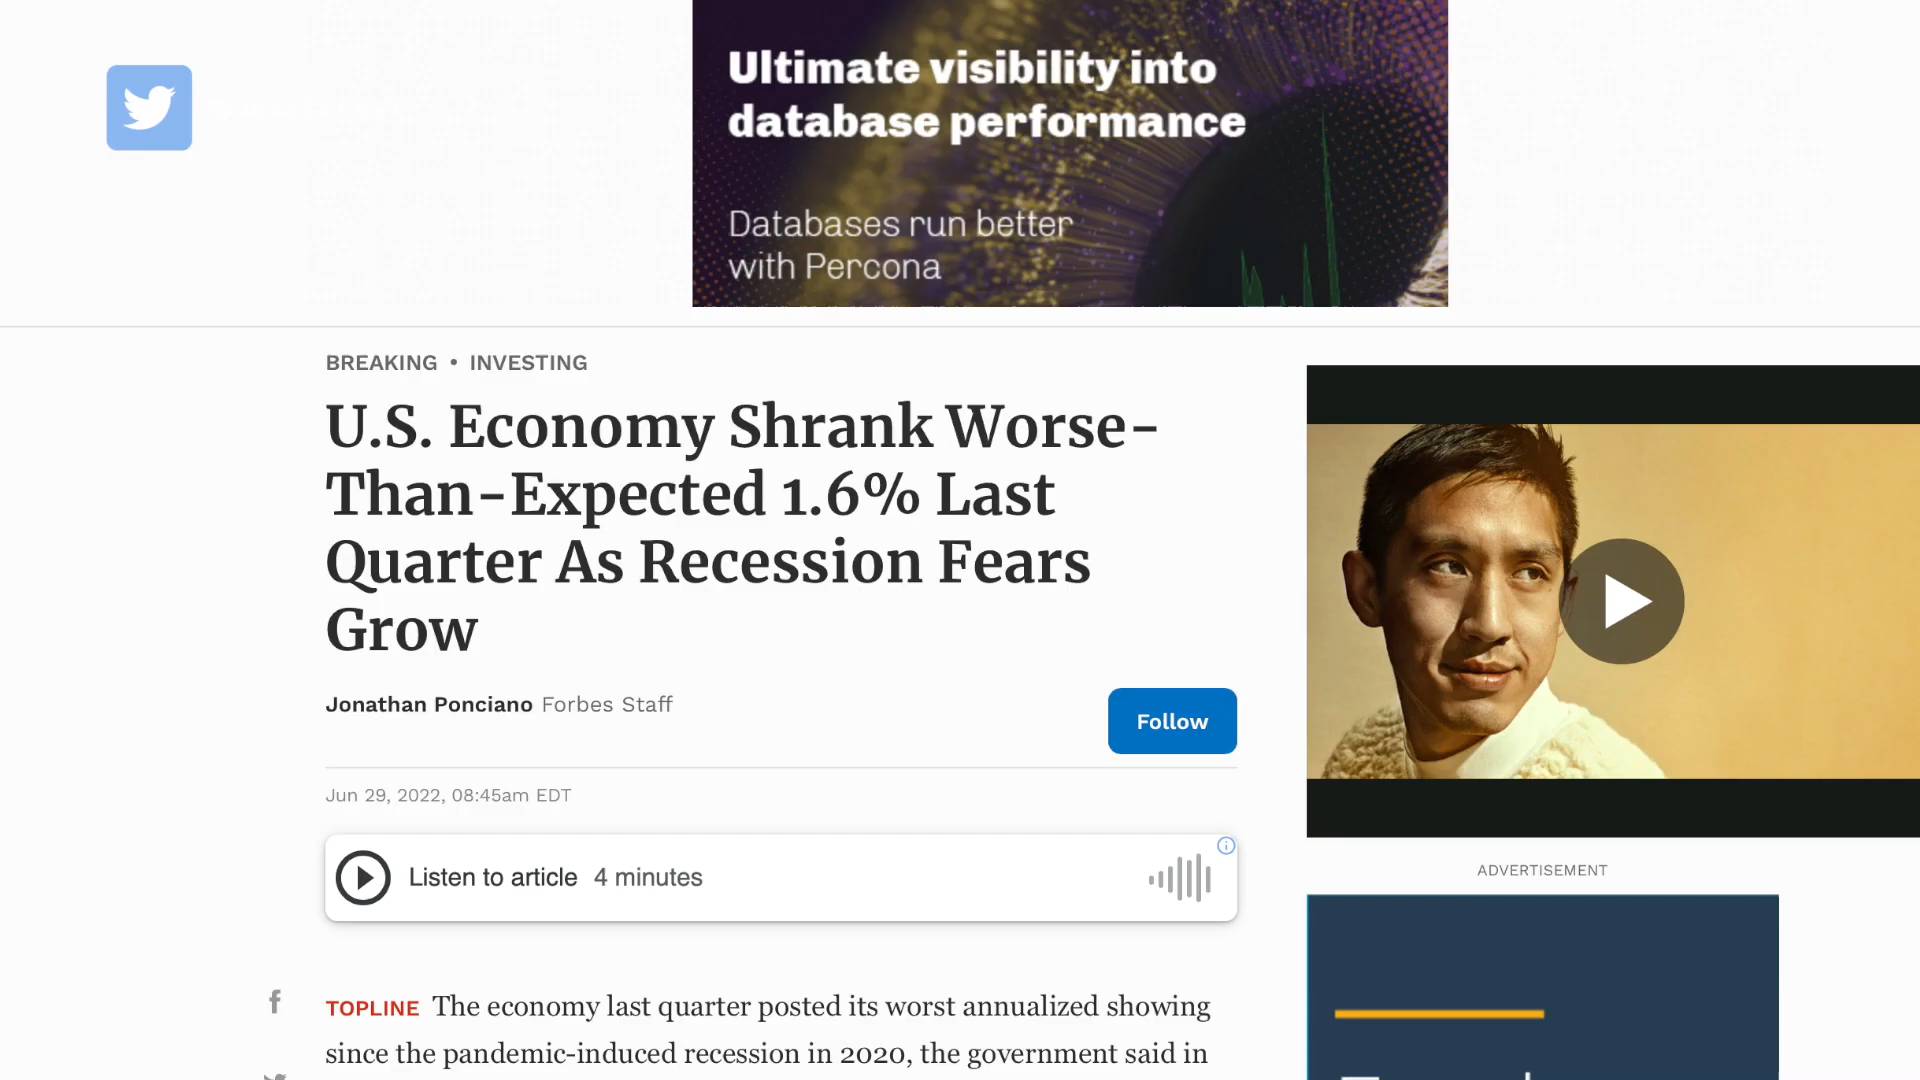 Ultimate visibility into
database performance
Databases run better
with Percona
BREAKING • INVESTING
U.S. Economy Shrank Worse-
Than-Expected 1.6% Last
Quarter As Recession Fears
Grow
Jonathan Ponciano Forbes Staff
Follow
Jun 29, 2022, 08:45am EDT
Listen to article 4 minutes
ADVERTISEMENT
TOPLINE The economy last quarter posted its worst annualized showing
since the pandemic-induced recession in 2020, the government said in